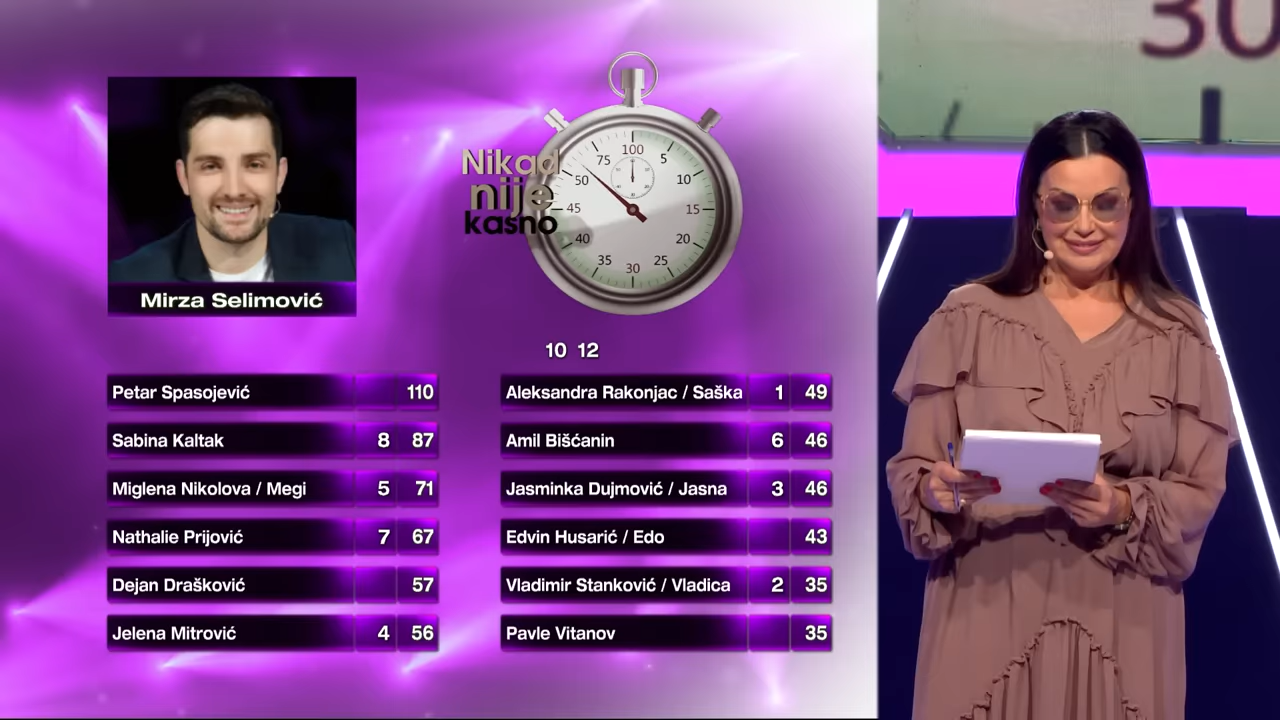 Mirza Selimović
Nikad
nije
kasno
100
5
10
15
20
25
30
35
40
45
50
75
10 12
Petar Spasojević 110
Sabina Kaltak 8 87
Miglena Nikolova / Megi 5 71
Nathalie Prijović 7 67
Dejan Drašković 57
Jelena Mitrović 4 56
Aleksandra Rakonjac / Saška 1 49
Amil Bišćanin 6 46
Jasminka Dujmović / Jasna 3 46
Edvin Husarić / Edo 43
Vladimir Stanković / Vladica 2 35
Pavle Vitanov 35
30